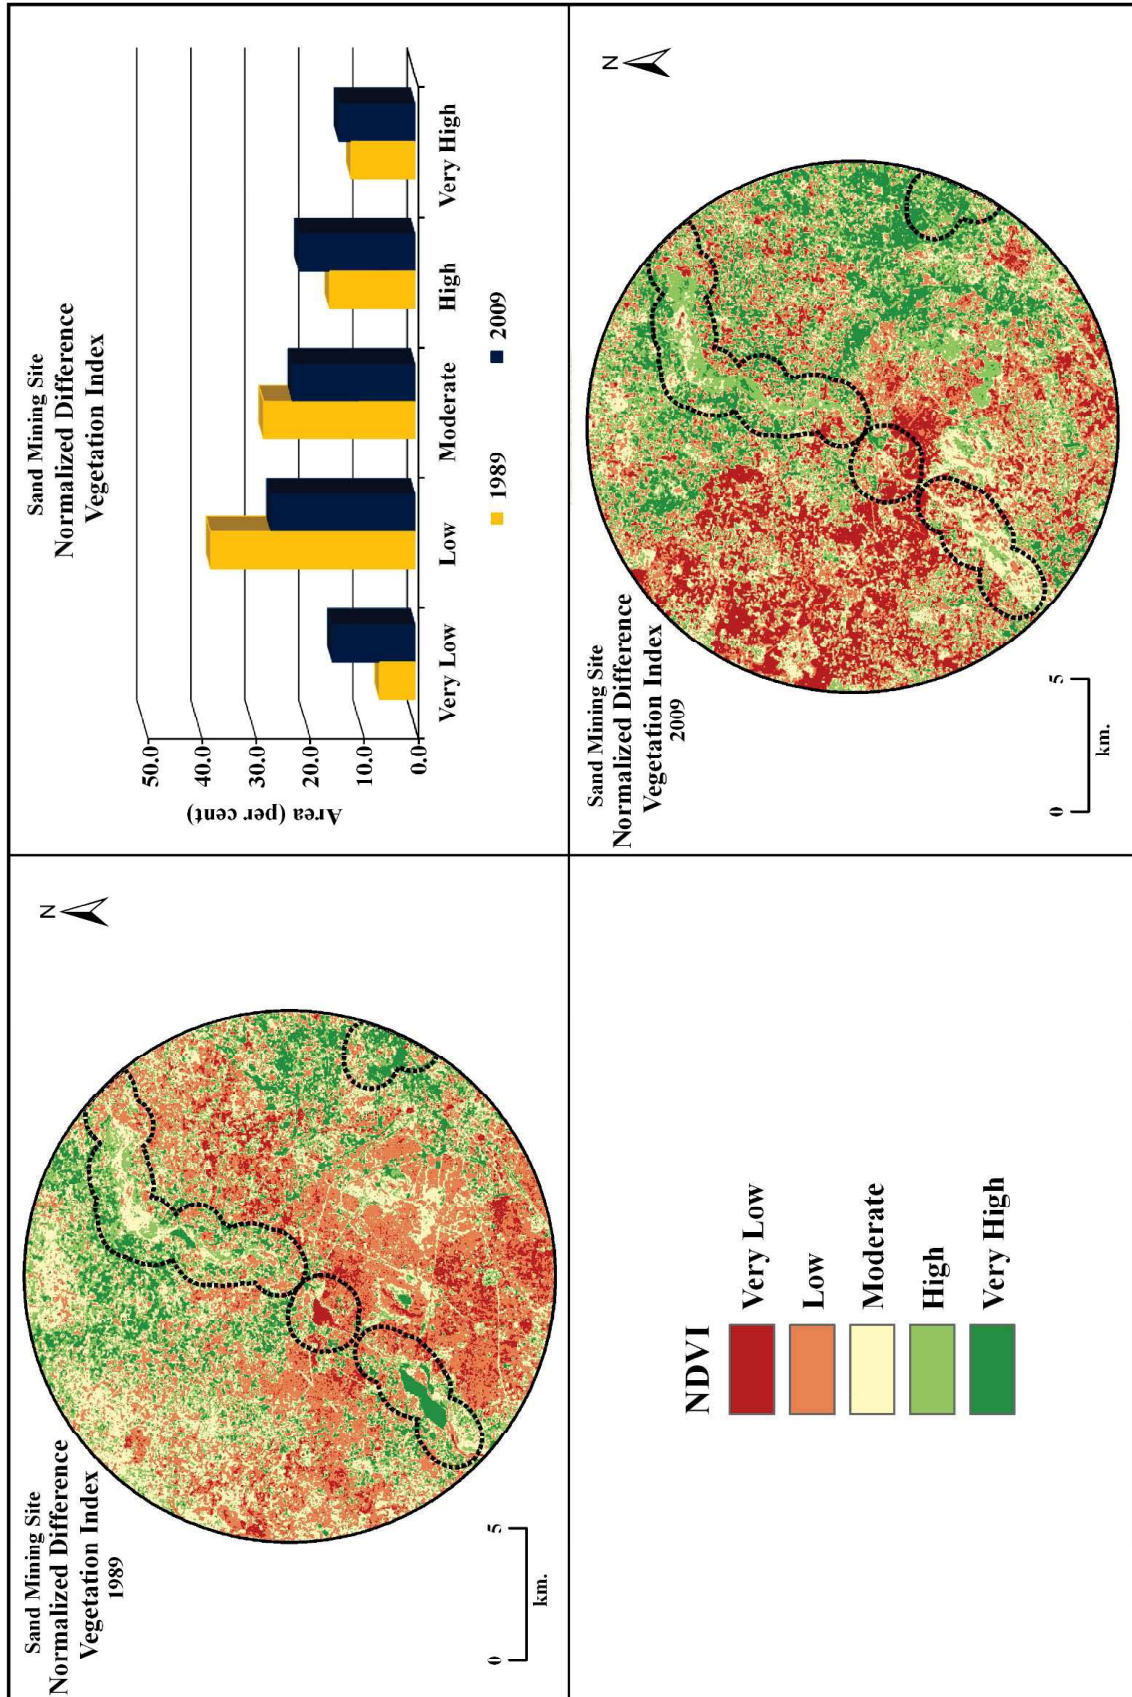 Sand Mining Site
Normalized Difference
Vegetation Index
1989
N
0 5
km.
Sand Mining Site
Normalized Difference
Vegetation Index
Area (per cent)
50.0
40.0
30.0
20.0
10.0
0.0
Very Low Low Moderate High Very High
1989 2009
NDVI
Very Low
Low
Moderate
High
Very High
Sand Mining Site
Normalized Difference
Vegetation Index
2009
N
0 5
km.